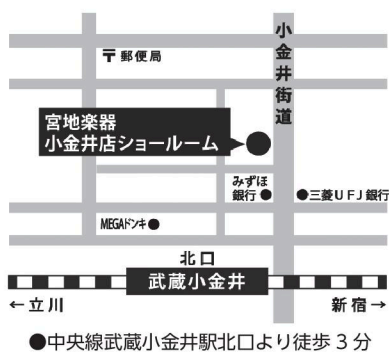 〒郵便局
小金井街道
宮地楽器
小金井店ショールーム
みずほ
銀行●
●三菱UFJ銀行
MEGAドンキ●
北口
武蔵小金井
←立川
新宿→
●中央線武蔵小金井駅北口より徒歩3分